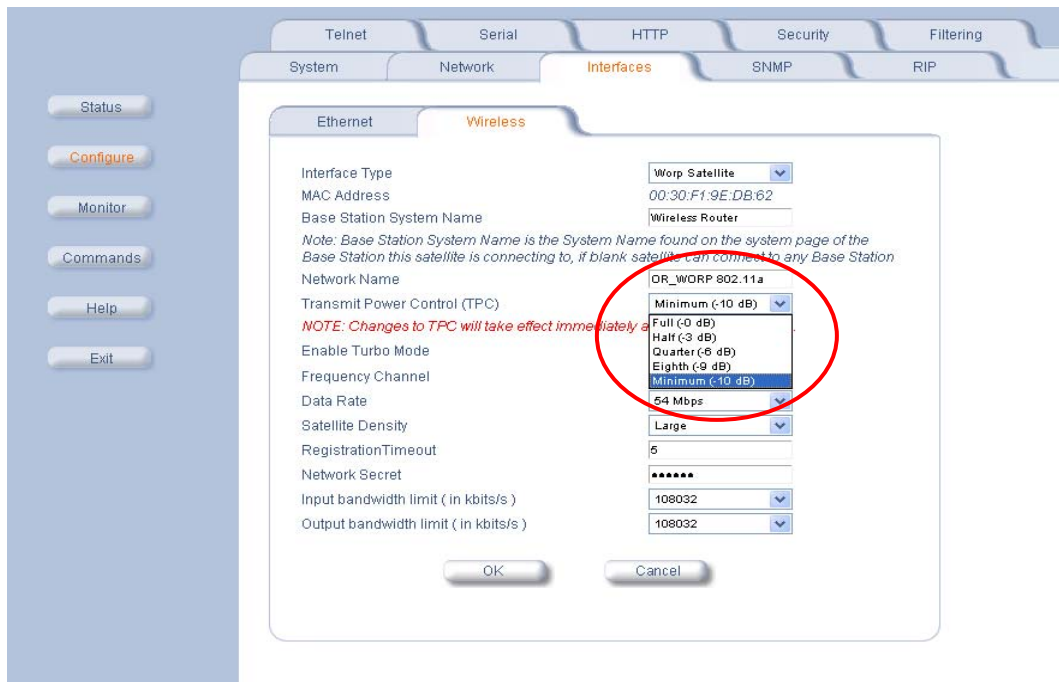 Telnet Serial HTTP Security Filtering
System Network Interfaces SNMP RIP
Status
Configure
Monitor
Commands
Help
Exit
Ethernet Wireless
Interface Type Worp Satellite
MAC Address 00:30:F1:9E:DB:62
Base Station System Name Wireless Router
Note: Base Station System Name is the System Name found on the system page of the
Base Station this satellite is connecting to, if blank satellite can connect to any Base Station
Network Name OR_WORP 802.11a
Transmit Power Control (TPC) Minimum (-10 dB)
NOTE: Changes to TPC will take effect immediately
Full (-0 dB)
Half (-3 dB)
Quarter (-6 dB)
Eighth (-9 dB)
Minimum (-10 dB)
Enable Turbo Mode
Frequency Channel
Data Rate 54 Mbps
Satellite Density Large
RegistrationTimeout 5
Network Secret ••••••
Input bandwidth limit ( in kbits/s ) 108032
Output bandwidth limit ( in kbits/s ) 108032
OK Cancel